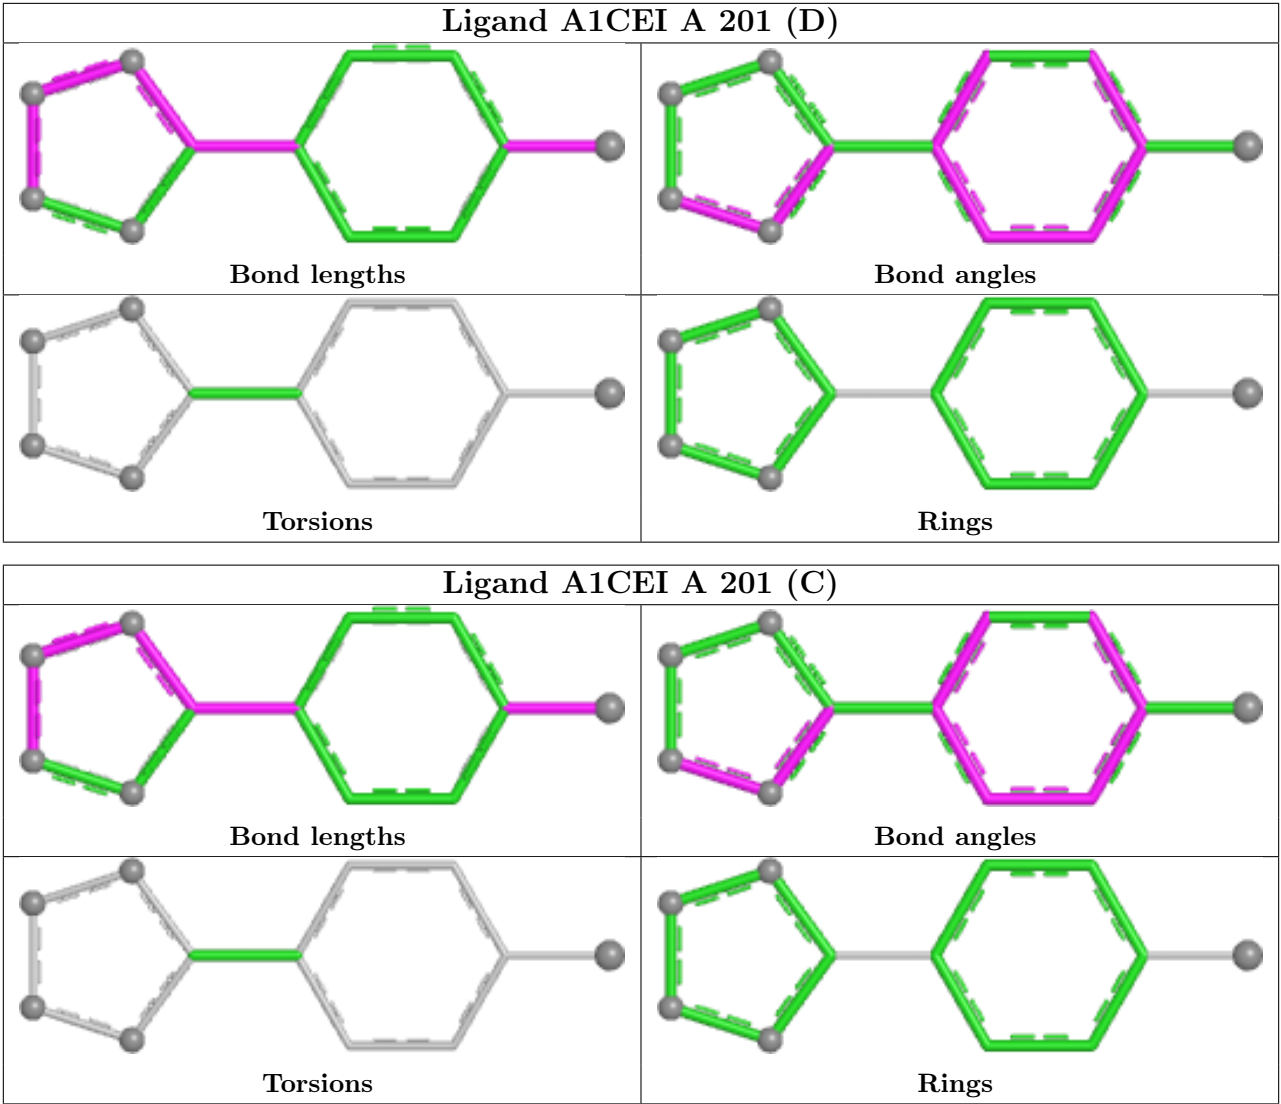 Ligand A1CEI A 201 (D)
Bond lengths
Bond angles
Torsions
Rings
Ligand A1CEI A 201 (C)
Bond lengths
Bond angles
Torsions
Rings